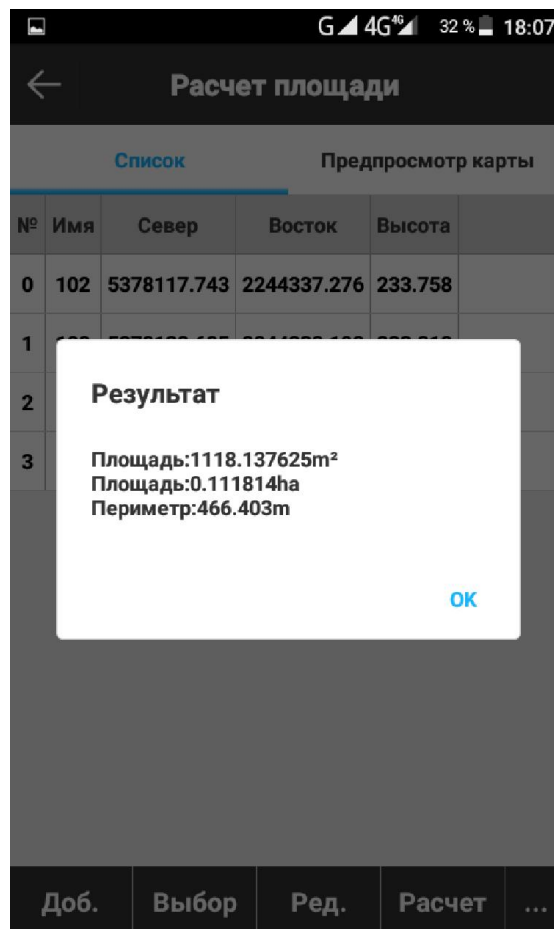 G 4G 4G 32 % 18:07
Расчет площади
Список Предпросмотр карты
№ Имя Север Восток Высота
0 102 5378117.743 2244337.276 233.758
1
2
3
Результат
Площадь:1118.137625m²
Площадь:0.111814ha
Периметр:466.403m
OK
Доб. Выбор Ред. Расчет ...